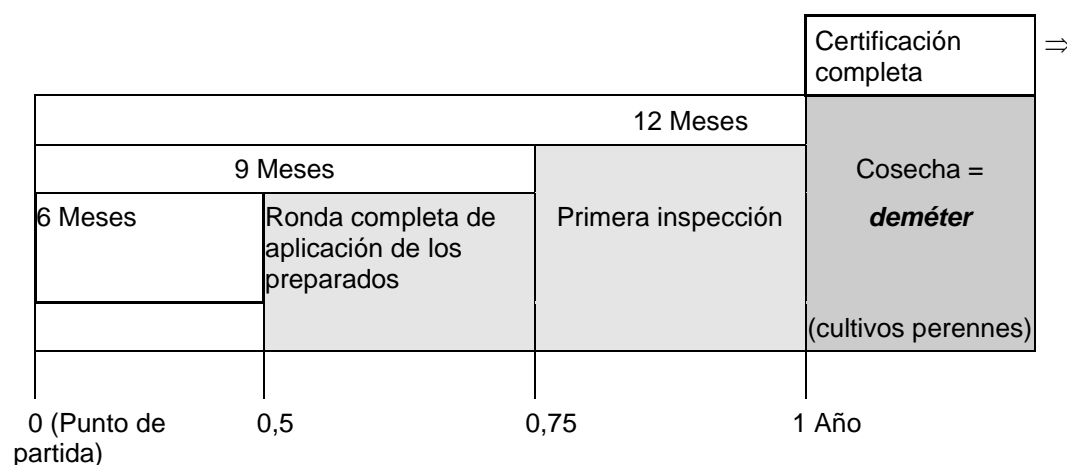 Certificación
completa
⇒
12 Meses
9 Meses
Cosecha =
6 Meses
Ronda completa de
aplicación de los
preparados
Primera inspección
deméter
(cultivos perennes)
0 (Punto de
partida)
0,5
0,75
1 Año